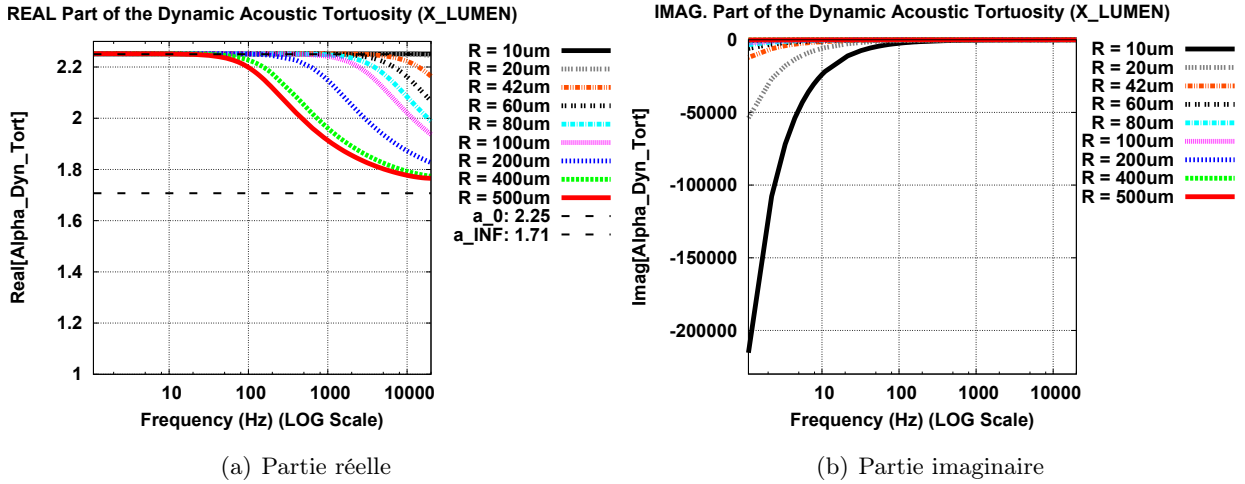 REAL Part of the Dynamic Acoustic Tortuosity (X_LUMEN)
Real[Alpha_Dyn_Tort]
2.2
2
1.8
1.6
1.4
1.2
1
10
100
1000
10000
Frequency (Hz) (LOG Scale)
R = 10um
R = 20um
R = 42um
R = 60um
R = 80um
R = 100um
R = 200um
R = 400um
R = 500um
a_0: 2.25
a_INF: 1.71
(a) Partie réelle
IMAG. Part of the Dynamic Acoustic Tortuosity (X_LUMEN)
Imag[Alpha_Dyn_Tort]
0
-50000
-100000
-150000
-200000
10
100
1000
10000
Frequency (Hz) (LOG Scale)
R = 10um
R = 20um
R = 42um
R = 60um
R = 80um
R = 100um
R = 200um
R = 400um
R = 500um
(b) Partie imaginaire